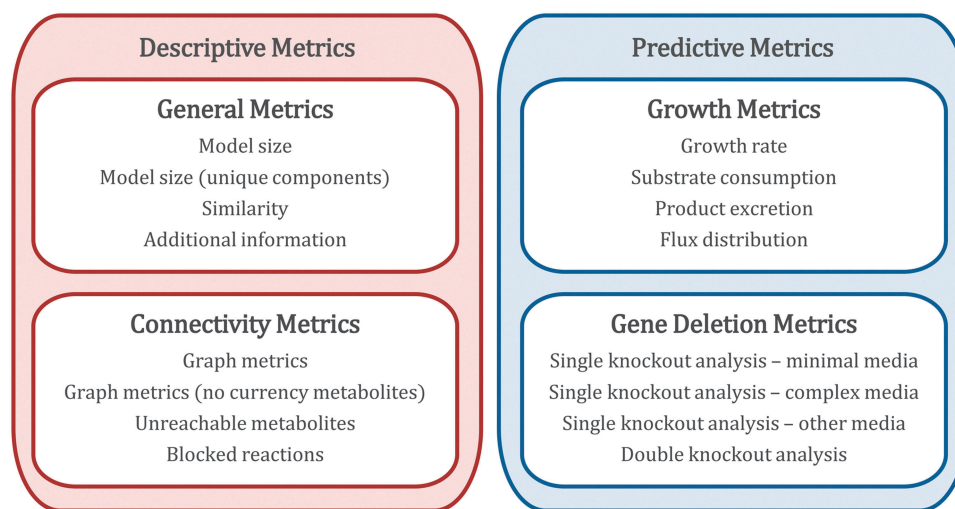 Descriptive Metrics
General Metrics
Model size
Model size (unique components)
Similarity
Additional information
Connectivity Metrics
Graph metrics
Graph metrics (no currency metabolites)
Unreachable metabolites
Blocked reactions
Predictive Metrics
Growth Metrics
Growth rate
Substrate consumption
Product excretion
Flux distribution
Gene Deletion Metrics
Single knockout analysis – minimal media
Single knockout analysis – complex media
Single knockout analysis – other media
Double knockout analysis